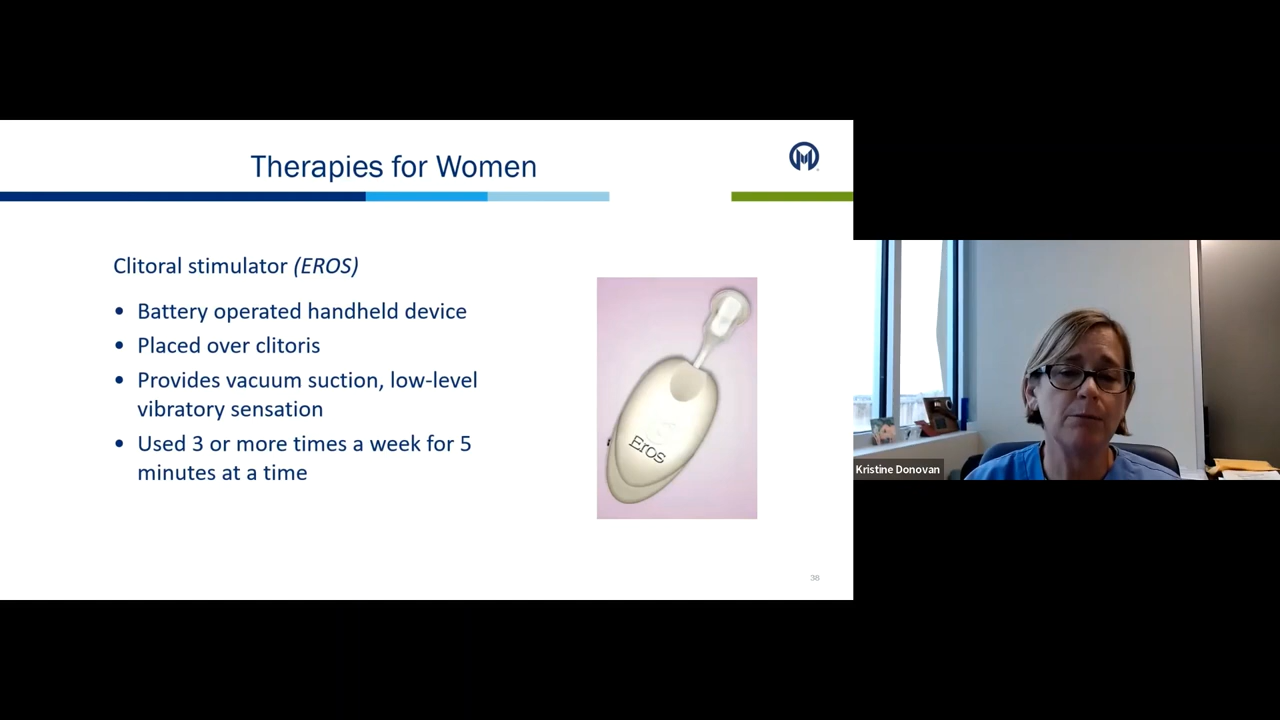 Therapies for Women
Clitoral stimulator (EROS)
• Battery operated handheld device
• Placed over clitoris
• Provides vacuum suction, low-level
vibratory sensation
• Used 3 or more times a week for 5
minutes at a time
Eros
38
Kristine Donovan